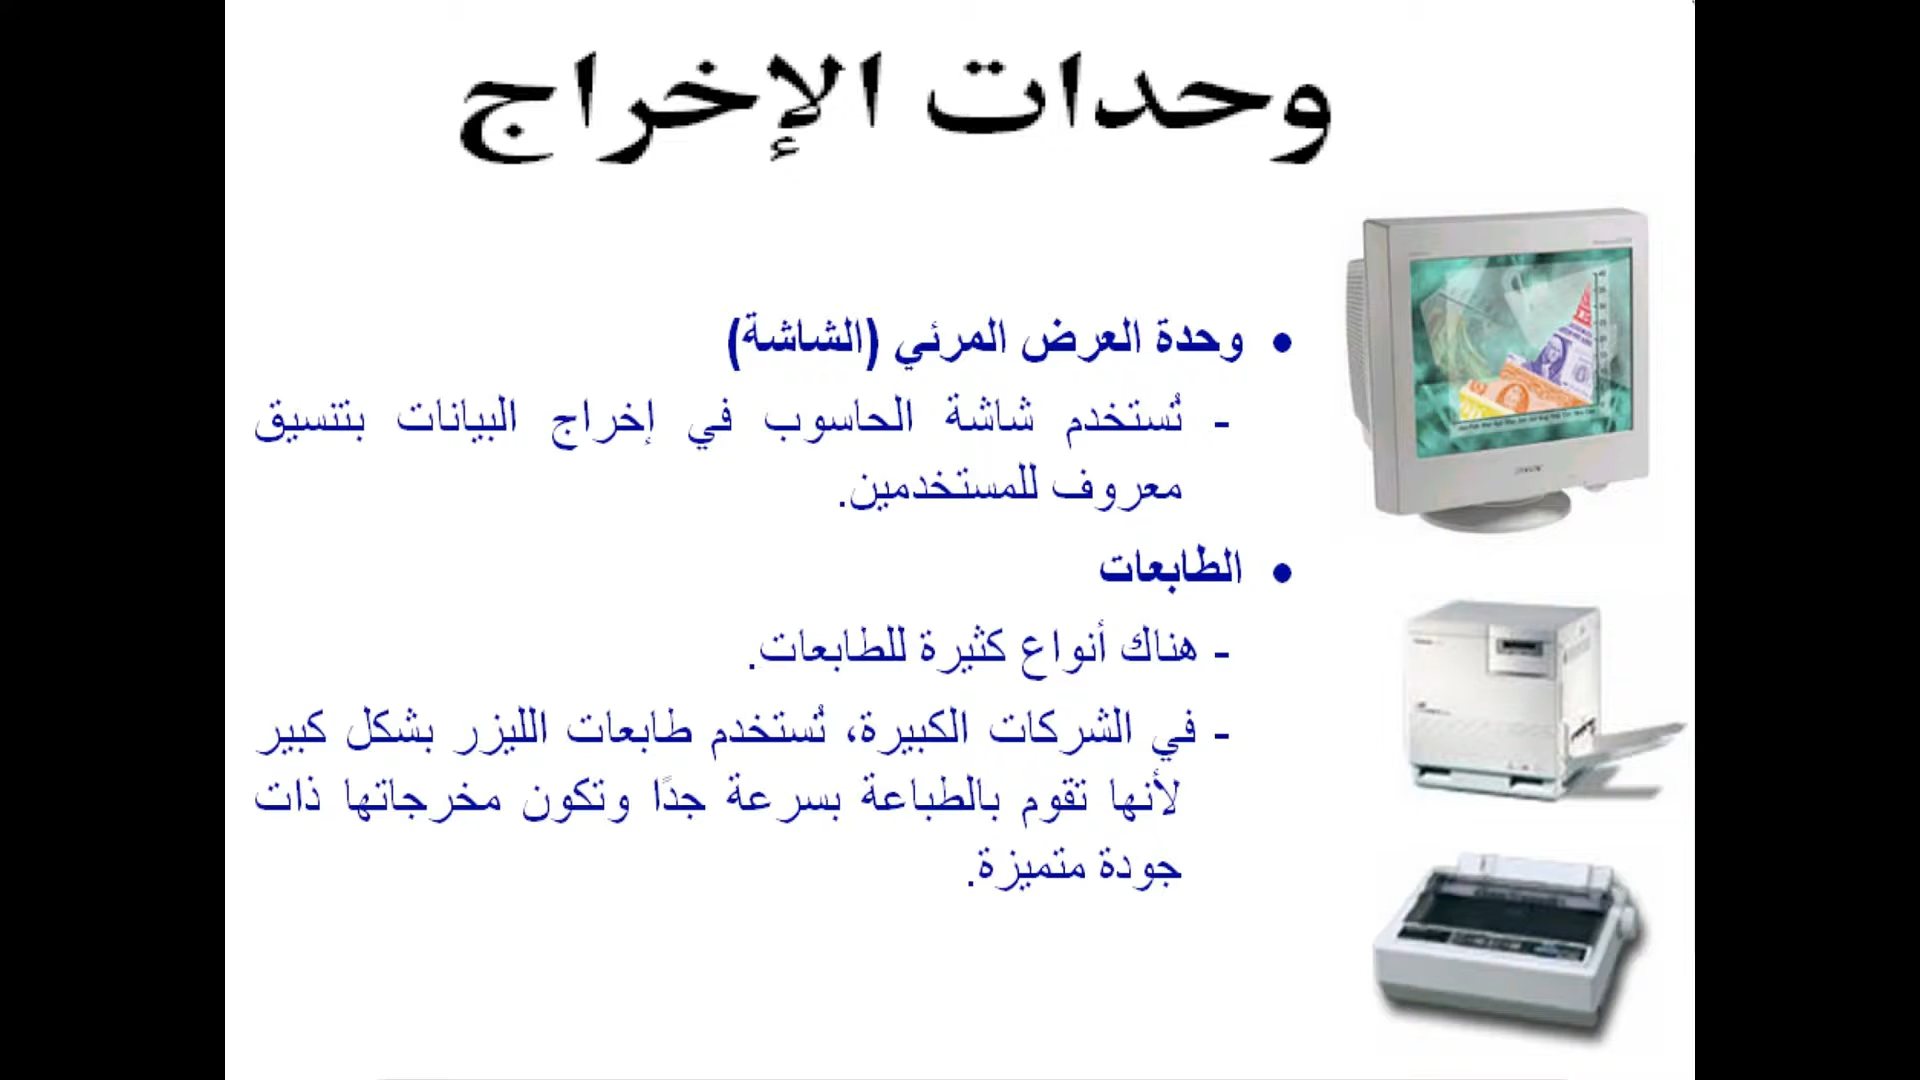 وحدات الإخراج
• وحدة العرض المرئي (الشاشة)
- تُستخدم شاشة الحاسوب في إخراج البيانات بتنسيق
معروف للمستخدمين.
• الطابعات
- هناك أنواع كثيرة للطابعات.
- في الشركات الكبيرة، تُستخدم طابعات الليزر بشكل كبير
لأنها تقوم بالطباعة بسرعة جدًا وتكون مخرجاتها ذات
جودة متميزة.